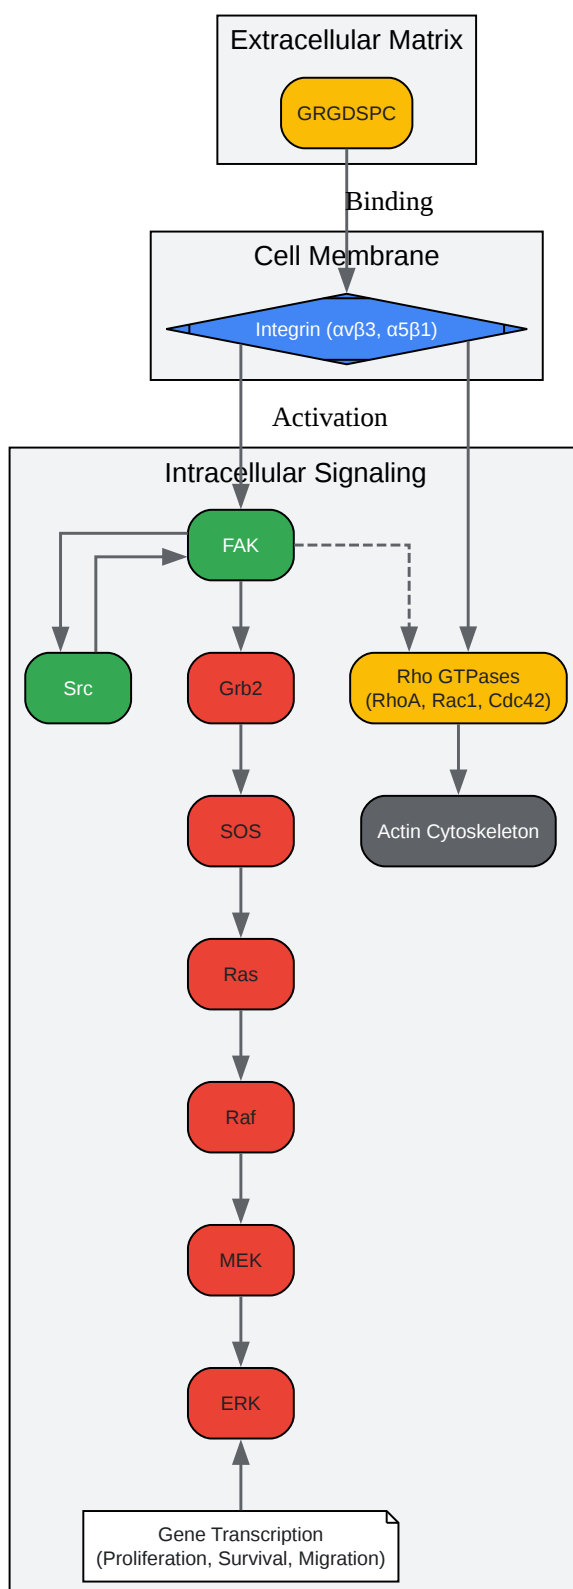 Extracellular Matrix
GRGDSPC
Binding
Cell Membrane
Integrin (αvβ3, α5β1)
Activation
Intracellular Signaling
FAK
Src
Grb2
Rho GTPases
(RhoA, Rac1, Cdc42)
SOS
Actin Cytoskeleton
Ras
Raf
MEK
ERK
Gene Transcription
(Proliferation, Survival, Migration)